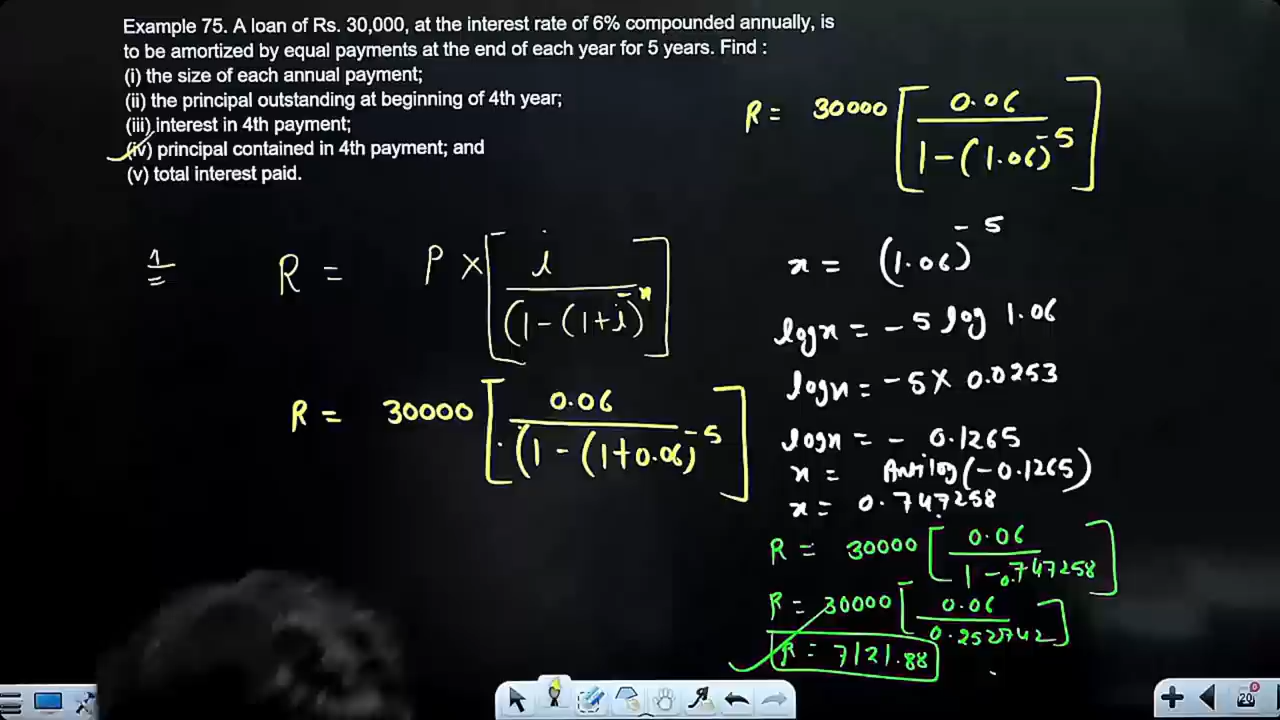 Example 75. A loan of Rs. 30,000, at the interest rate of 6% compounded annually, is
to be amortized by equal payments at the end of each year for 5 years. Find :
(i) the size of each annual payment;
(ii) the principal outstanding at beginning of 4th year;
(iii) interest in 4th payment;
(iv) principal contained in 4th payment; and
(v) total interest paid.
1
R = P × [ i / (1 - (1+i)^-n ]
R = 30000 [ 0.06 / (1 - (1+0.06)^-5 ]
R = 30000 [ 0.06 / 1 - (1.06)^-5 ]
x = (1.06)^-5
logx = - 5 log 1.06
logx = -5 × 0.0253
logx = - 0.1265
x = Antilog(-0.1265)
x = 0.747258
R = 30000 [ 0.06 / 1 - 0.747258 ]
R = 30000 [ 0.06 / 0.252742 ]
R = 7121.88
20
0